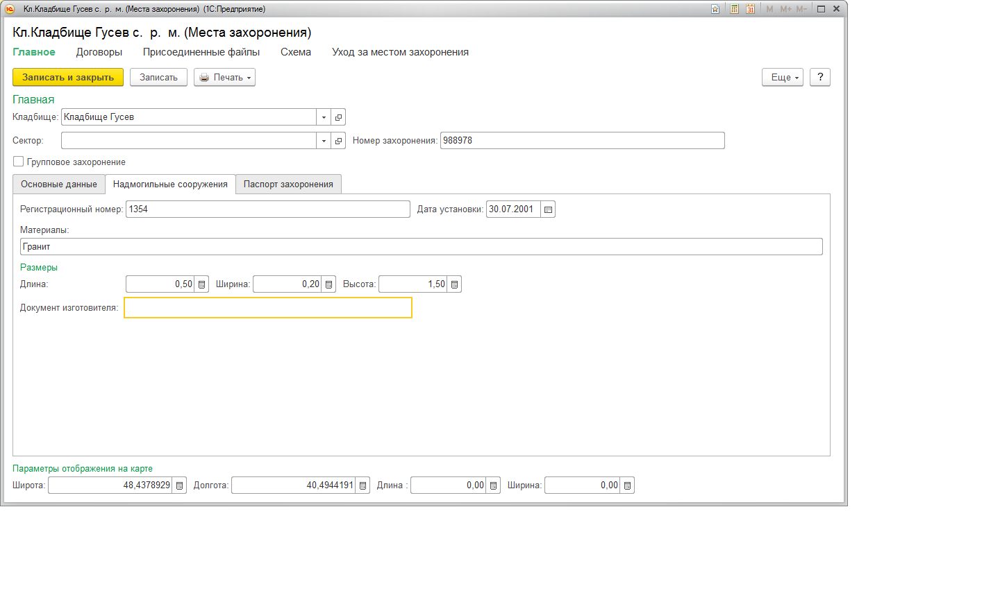 Кл.Кладбище Гусев с. р. м. (Места захоронения) (1С:Предприятие)
31 M M+ M-
Кл.Кладбище Гусев с. р. м. (Места захоронения)
Главное Договоры Присоединенные файлы Схема Уход за местом захоронения
Записать и закрыть Записать Печать Еще ?
Главная
Кладбище: Кладбище Гусев
Сектор: Номер захоронения: 988978
Групповое захоронение
Основные данные Надмогильные сооружения Паспорт захоронения
Регистрационный номер: 1354 Дата установки: 30.07.2001
Материалы:
Гранит
Размеры
Длина: 0,50 Ширина: 0,20 Высота: 1,50
Документ изготовителя:
Параметры отображения на карте
Широта: 48,4378929 Долгота: 40,4944191 Длина : 0,00 Ширина: 0,00